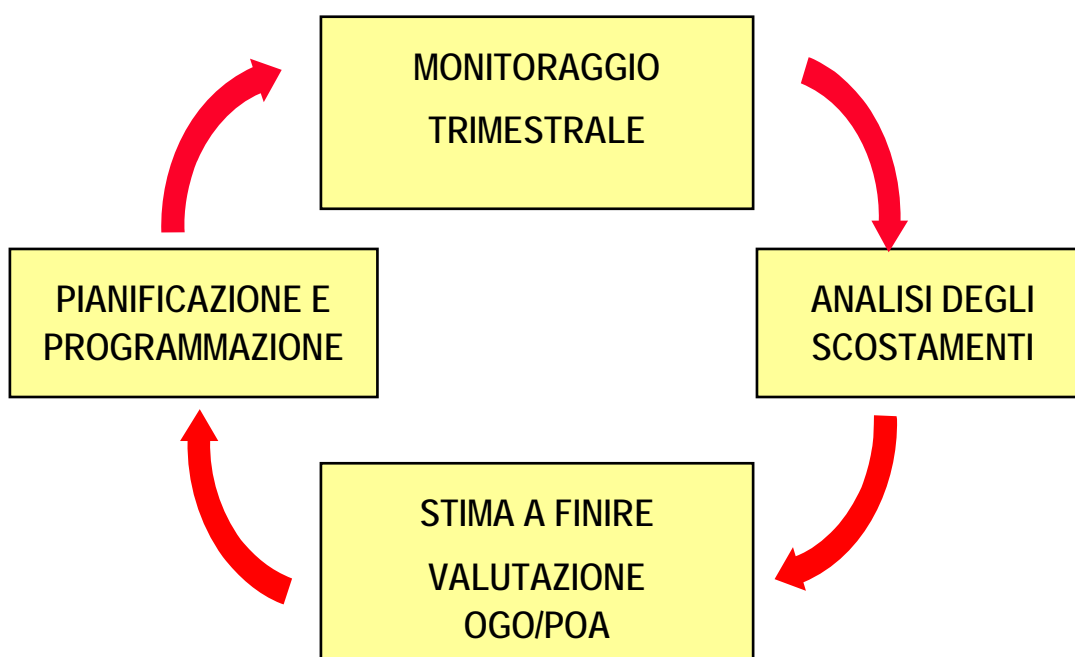 MONITORAGGIO
TRIMESTRALE
PIANIFICAZIONE E
PROGRAMMAZIONE
ANALISI DEGLI
SCOSTAMENTI
STIMA A FINIRE
VALUTAZIONE
OGO/POA